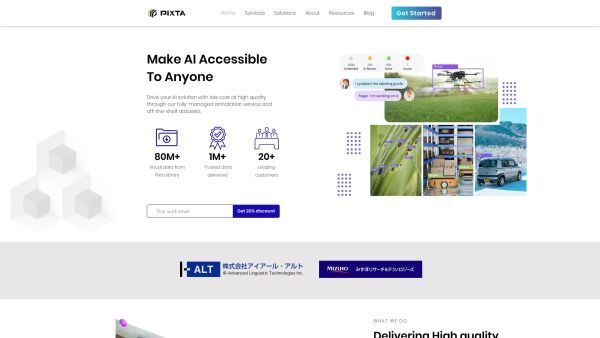 PIXTA
Home Services Solutions About Resources Blog Get Started
Make AI Accessible
To Anyone
Drive your AI solution with low cost at high quality
through our fully-managed annotation service and
off-the-shelf datasets.
80M+
Visual data from
Pixta library
1M+
Trusted data
delivered
20+
Leading
customers
I updated the labeling guide.
Roger. I'm working on it.
Your work email
Get 20% discount
ALT
株式会社アイアール・アルト
IR-Advanced Linguistic Technologies Inc.
MIZUHO みずほリサーチ&テクノロジーズ
WHAT WE DO
Delivering High quality